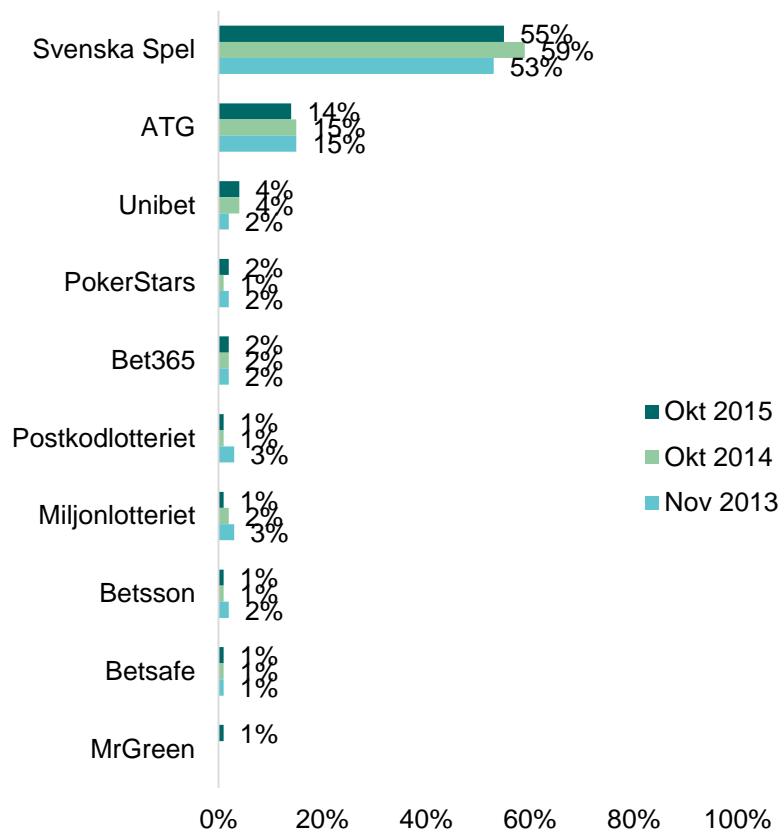 Svenska Spel
55%
59%
53%
ATG
14%
15%
15%
Unibet
4%
4%
2%
PokerStars
2%
1%
2%
Bet365
2%
2%
2%
Postkodlotteriet
1%
1%
3%
Miljonlotteriet
1%
2%
3%
Betsson
1%
1%
2%
Betsafe
1%
1%
1%
MrGreen
1%
Okt 2015
Okt 2014
Nov 2013
0% 20% 40% 60% 80% 100%